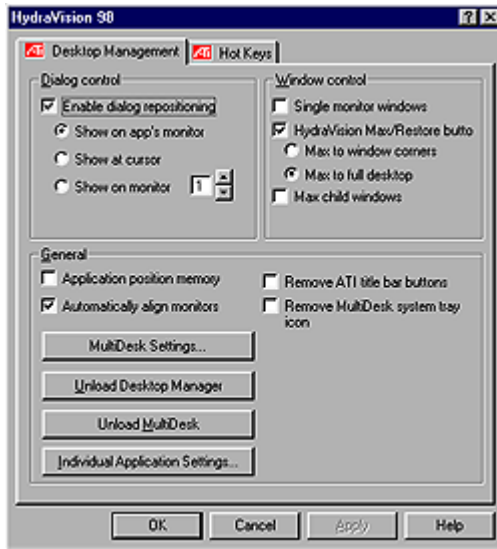 HydraVision 98
ATI Desktop Management
ATI Hot Keys
Dialog control
Enable dialog repositioning
Show on app's monitor
Show at cursor
Show on monitor 1
Window control
Single monitor windows
HydraVision Max/Restore butto
Max to window corners
Max to full desktop
Max child windows
General
Application position memory
Automatically align monitors
Remove ATI title bar buttons
Remove MultiDesk system tray
icon
MultiDesk Settings...
Unload Desktop Manager
Unload MultiDesk
Individual Application Settings...
OK Cancel Apply Help